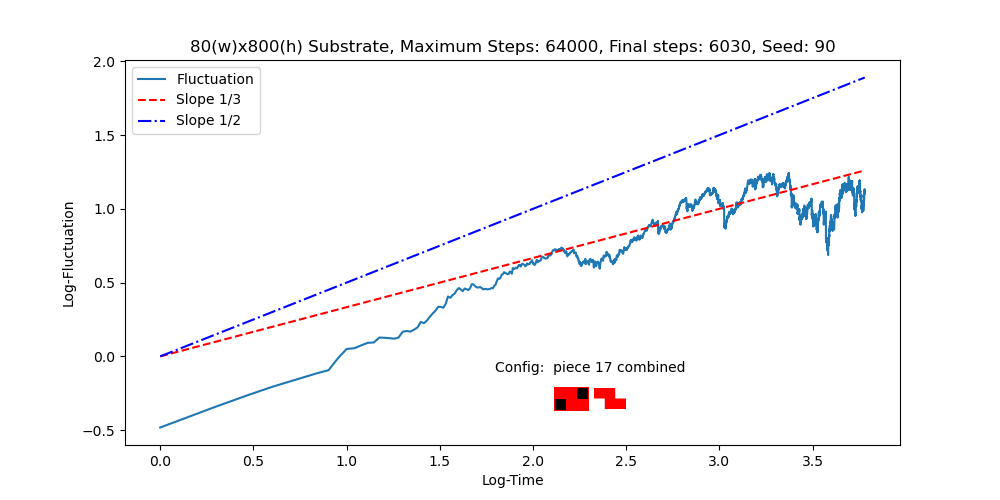 80(w)x800(h) Substrate, Maximum Steps: 64000, Final steps: 6030, Seed: 90
Fluctuation
Slope 1/3
Slope 1/2
2.0
1.5
1.0
0.5
0.0
−0.5
Log-Fluctuation
Config:  piece 17 combined
0.0 0.5 1.0 1.5 2.0 2.5 3.0 3.5
Log-Time